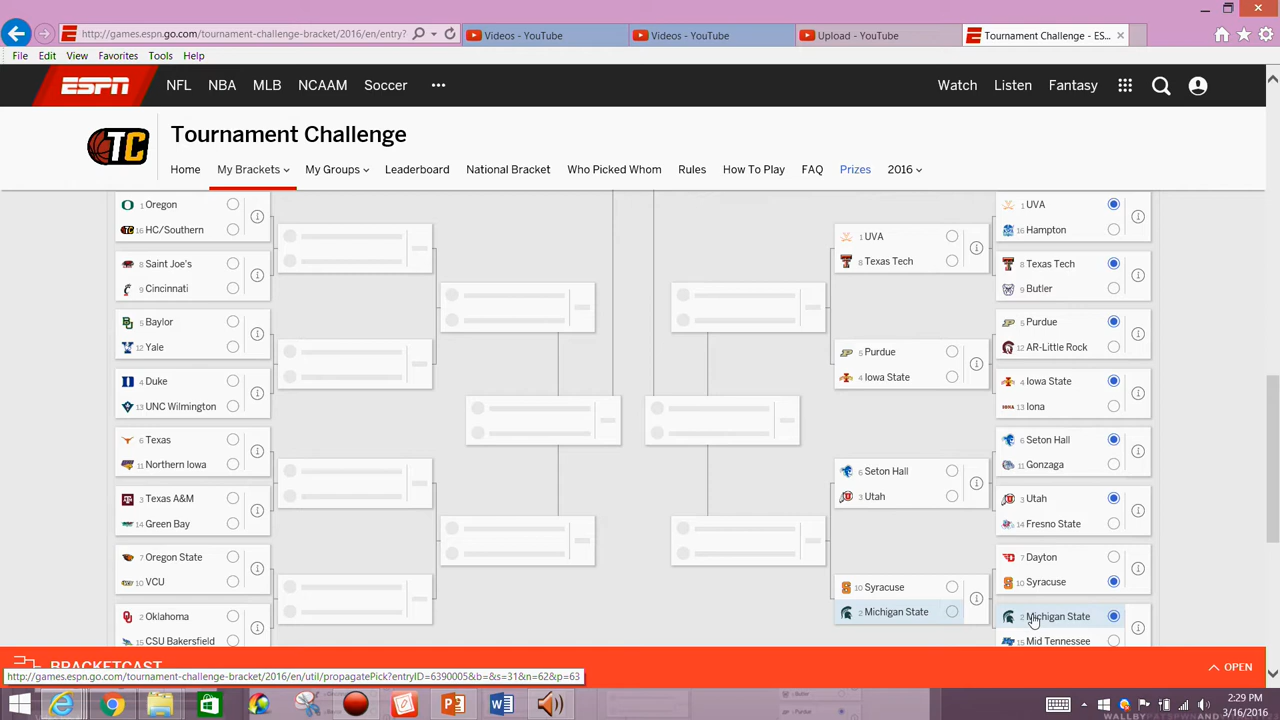 http://games.espn.go.com/tournament-challenge-bracket/2016/en/entry?
Videos - YouTube
Videos - YouTube
Upload - YouTube
Tournament Challenge - ES...
File Edit View Favorites Tools Help
ESPN
NFL NBA MLB NCAAM Soccer
Watch Listen Fantasy
TC
Tournament Challenge
Home My Brackets My Groups Leaderboard National Bracket Who Picked Whom Rules How To Play FAQ Prizes 2016
1 Oregon
16 HC/Southern
8 Saint Joe's
9 Cincinnati
5 Baylor
12 Yale
4 Duke
13 UNC Wilmington
6 Texas
11 Northern Iowa
3 Texas A&M
14 Green Bay
7 Oregon State
10 VCU
2 Oklahoma
15 CSU Bakersfield
1 UVA
8 Texas Tech
5 Purdue
4 Iowa State
6 Seton Hall
3 Utah
10 Syracuse
2 Michigan State
1 UVA
16 Hampton
8 Texas Tech
9 Butler
5 Purdue
12 AR-Little Rock
4 Iowa State
13 Iona
6 Seton Hall
11 Gonzaga
3 Utah
14 Fresno State
7 Dayton
10 Syracuse
2 Michigan State
15 Mid Tennessee
BRACKETCAST
OPEN
http://games.espn.go.com/tournament-challenge-bracket/2016/en/util/propagatePick?entryID=6390005&b=&s=31&n=62&p=63
2:29 PM
3/16/2016